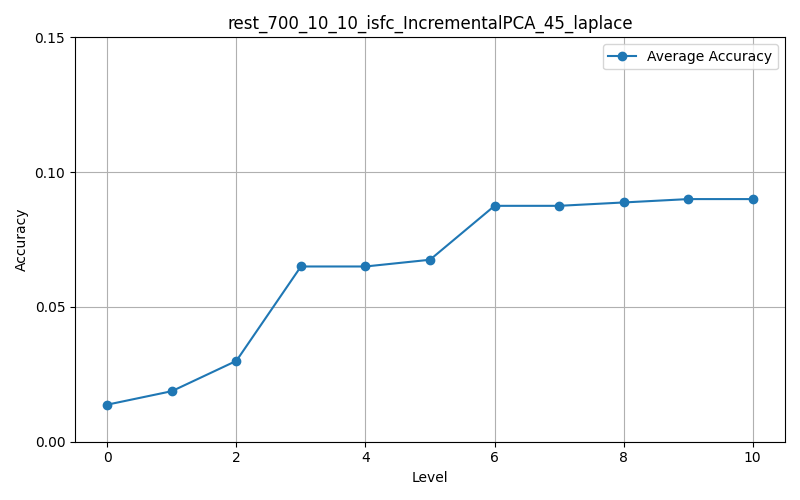 rest_700_10_10_isfc_IncrementalPCA_45_laplace
Average Accuracy
Accuracy
0.15
0.10
0.05
0.00
0 2 4 6 8 10
Level